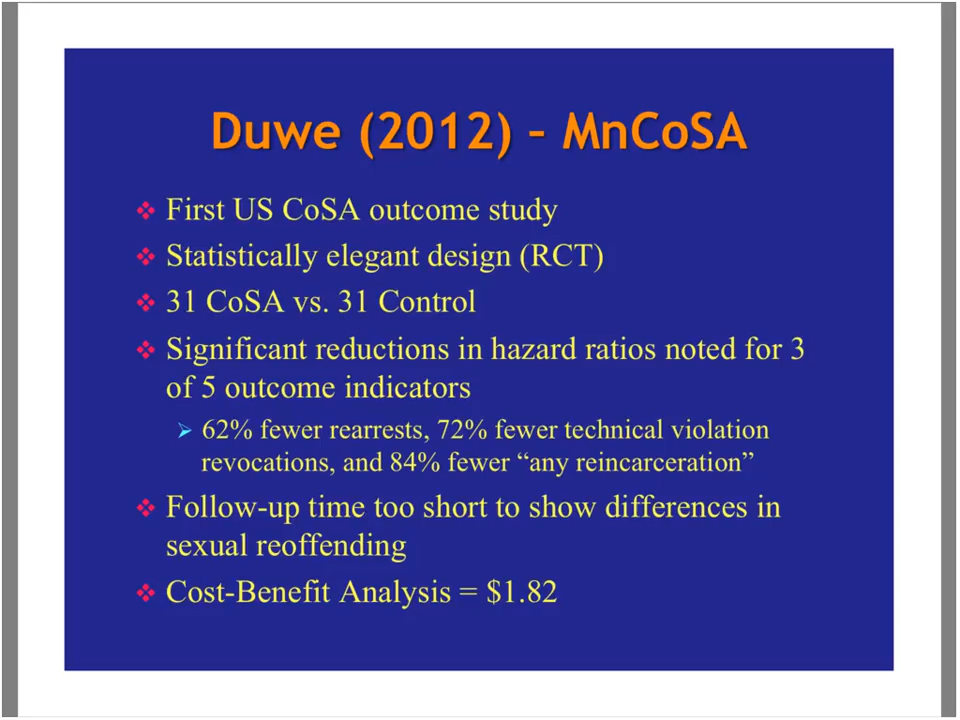 Duwe (2012) – MnCoSA
First US CoSA outcome study
Statistically elegant design (RCT)
31 CoSA vs. 31 Control
Significant reductions in hazard ratios noted for 3
of 5 outcome indicators
62% fewer rearrests, 72% fewer technical violation
revocations, and 84% fewer “any reincarceration”
Follow-up time too short to show differences in
sexual reoffending
Cost-Benefit Analysis = $1.82